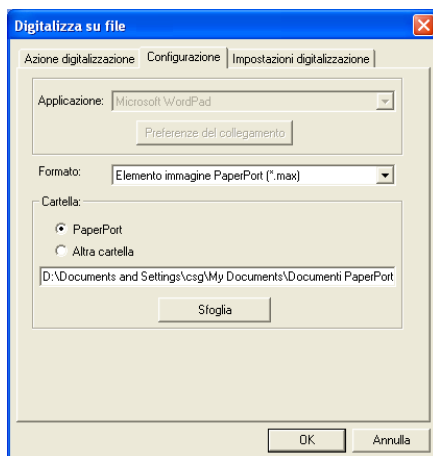 Digitalizza su file
Azione digitalizzazione Configurazione Impostazioni digitalizzazione
Applicazione: Microsoft WordPad
Preferenze del collegamento
Formato: Elemento immagine PaperPort (*.max)
Cartella:
PaperPort
Altra cartella
D:\Documents and Settings\csg\My Documents\Documenti PaperPort
Sfoglia
OK Annulla